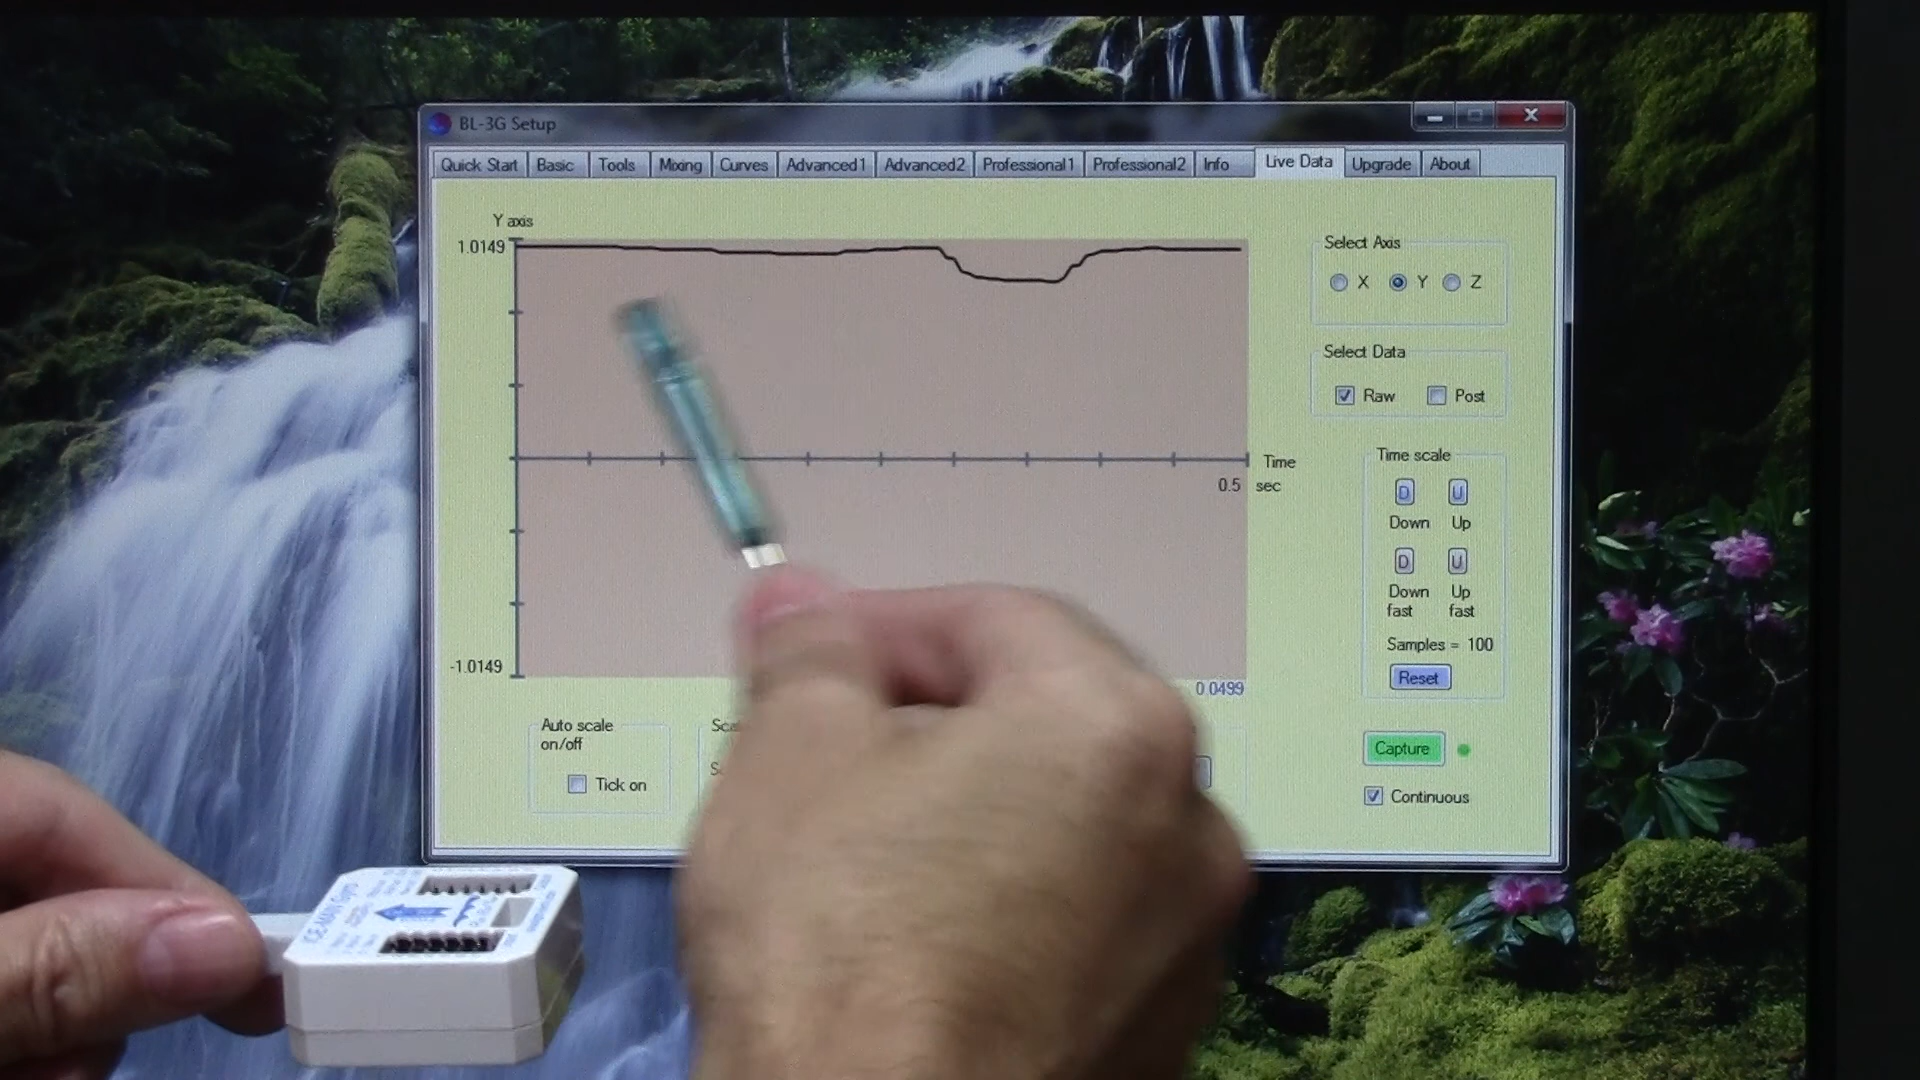 BL-3G Setup
Quick Start Basic Tools Mixing Curves Advanced1 Advanced2 Professional1 Professional2 Info Live Data Upgrade About
Y axis
1.0149
-1.0149
Time
0.5 sec
0.0499
Select Axis
X Y Z
Select Data
Raw Post
Time scale
D U
Down Up
D U
Down Up
fast fast
Samples = 100
Reset
Auto scale
on/off
Tick on
Capture
Continuous